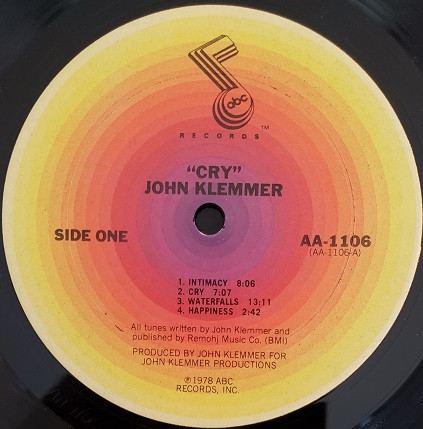 abc
RECORDS
TM
"CRY"
JOHN KLEMMER
SIDE ONE
AA-1106
(AA-1106-A)
1. INTIMACY 8:06
2. CRY 7:07
3. WATERFALLS 13:11
4. HAPPINESS 2:42
All tunes written by John Klemmer and
published by Remohj Music Co. (BMI)
PRODUCED BY JOHN KLEMMER FOR
JOHN KLEMMER PRODUCTIONS
℗1978 ABC
RECORDS, INC.